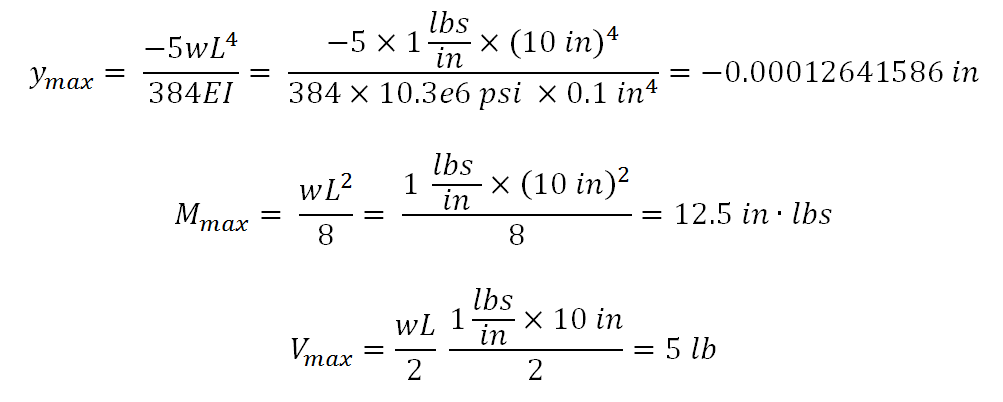 y_max = -5wL^4 / 384EI = -5 × 1 lbs/in × (10 in)^4 / 384 × 10.3e6 psi × 0.1 in^4 = -0.00012641586 in
M_max = wL^2 / 8 = 1 lbs/in × (10 in)^2 / 8 = 12.5 in · lbs
V_max = wL / 2 1 lbs/in × 10 in / 2 = 5 lb